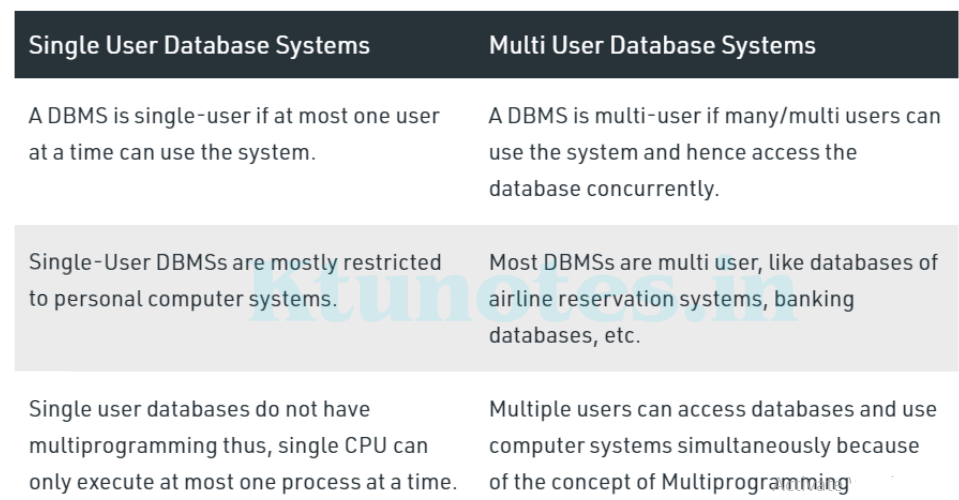 Single User Database Systems
Multi User Database Systems
A DBMS is single-user if at most one user
at a time can use the system.
A DBMS is multi-user if many/multi users can
use the system and hence access the
database concurrently.
Single-User DBMSs are mostly restricted
to personal computer systems.
Most DBMSs are multi user, like databases of
airline reservation systems, banking
databases, etc.
Single user databases do not have
multiprogramming thus, single CPU can
only execute at most one process at a time.
Multiple users can access databases and use
computer systems simultaneously because
of the concept of Multiprogramming
Ktunotes.in
Activate